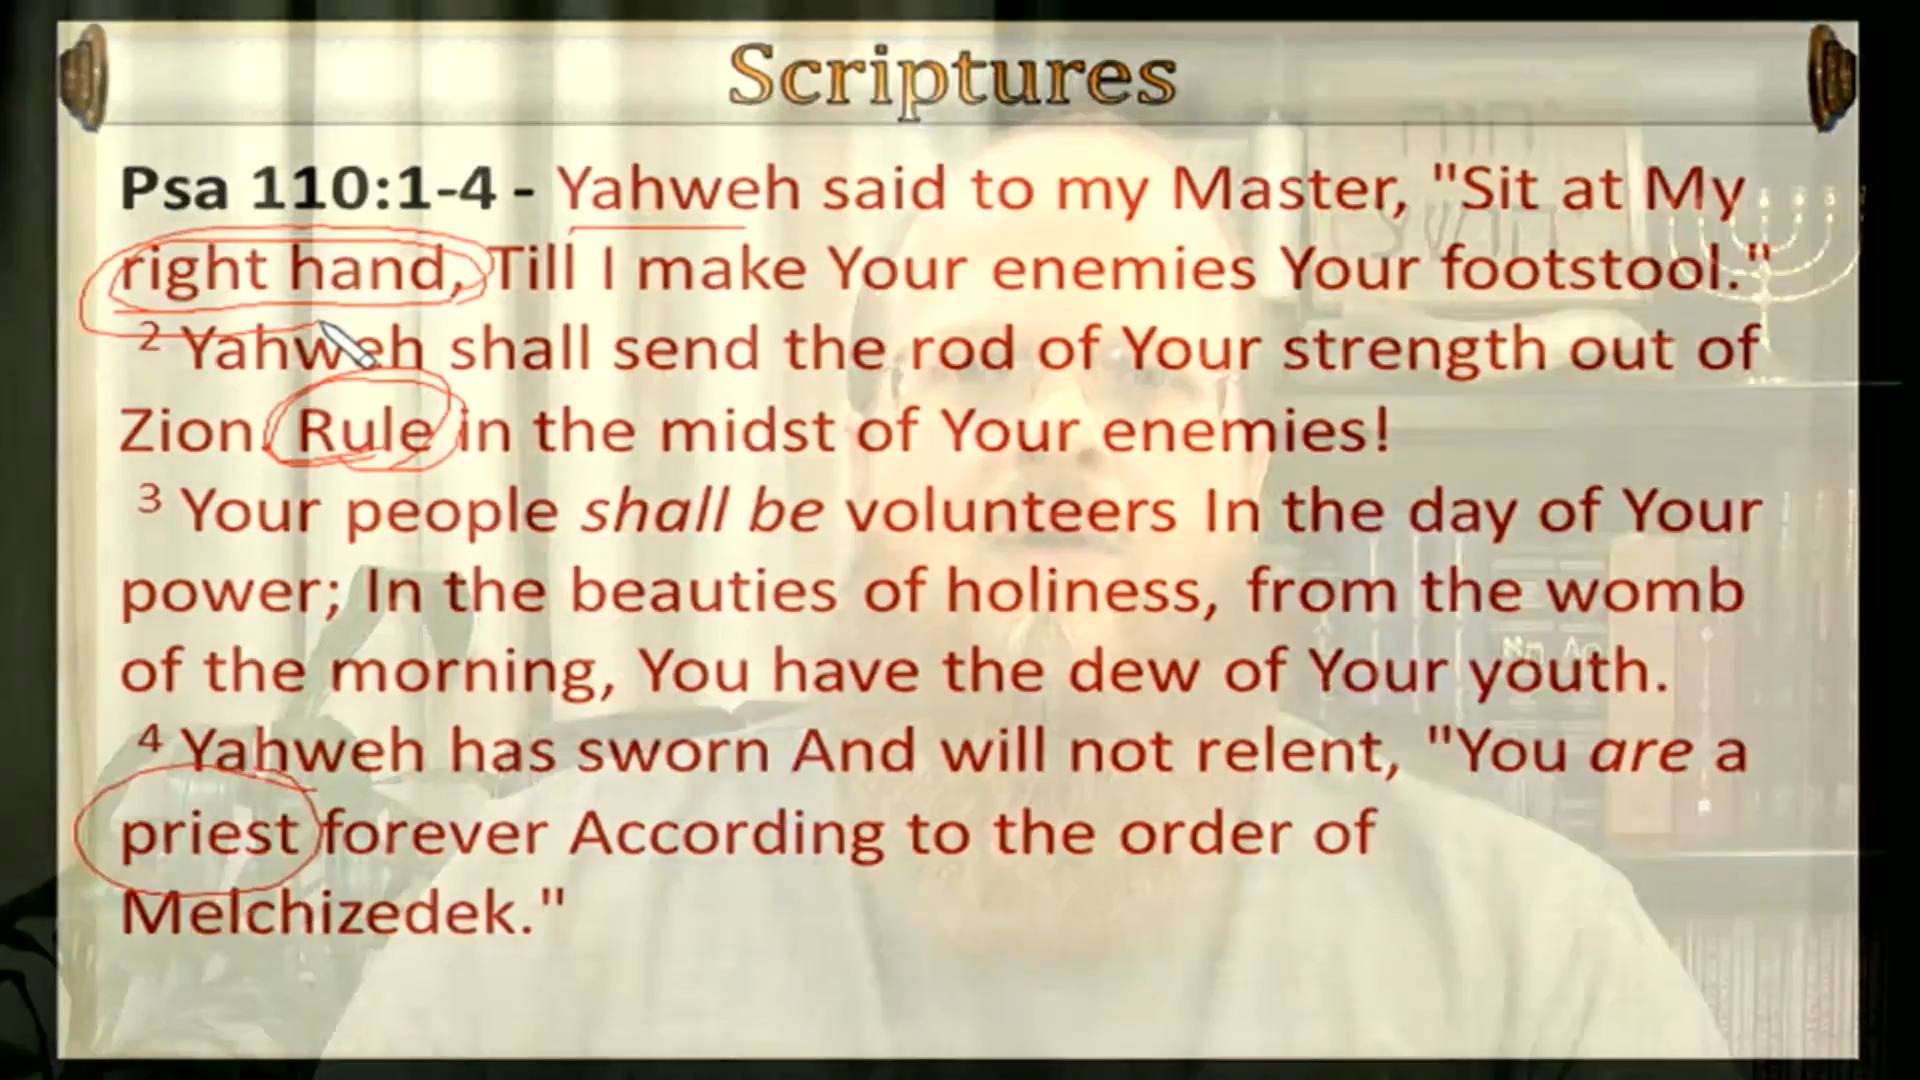 Scriptures
Psa 110:1-4 - Yahweh said to my Master, "Sit at My
right hand, Till I make Your enemies Your footstool."
2 Yahweh shall send the rod of Your strength out of
Zion. Rule in the midst of Your enemies!
3 Your people shall be volunteers In the day of Your
power; In the beauties of holiness, from the womb
of the morning, You have the dew of Your youth.
4 Yahweh has sworn And will not relent, "You are a
priest forever According to the order of
Melchizedek."